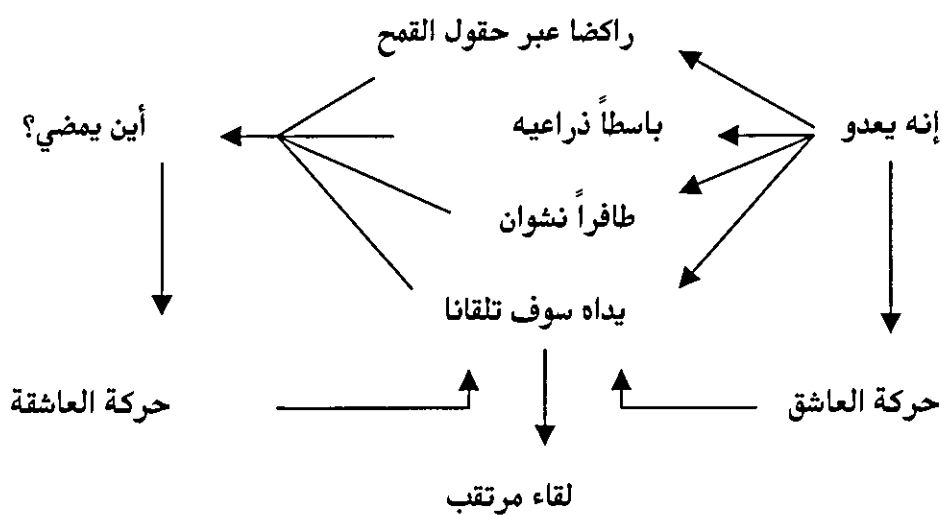 راكضا عبر حقول القمح
إنه يعدو
باسطاً ذراعيه
أين يمضي؟
طافراً نشوان
يداه سوف تلقانا
حركة العاشق
حركة العاشقة
لقاء مرتقب